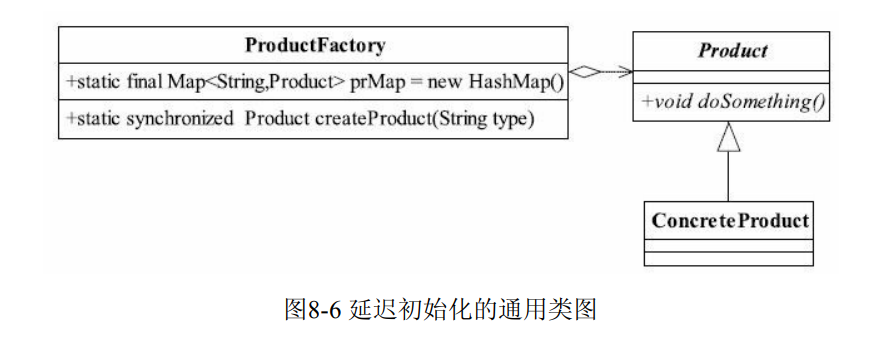 ProductFactory
+static final Map<String,Product> prMap = new HashMap()
+static synchronized Product createProduct(String type)
Product
+void doSomething()
ConcreteProduct
图8-6 延迟初始化的通用类图